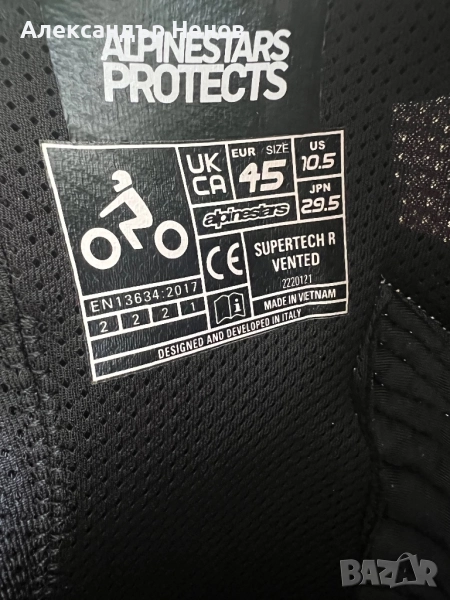 Александър Ненов
ALPINESTARS
PROTECTS
UK
CA
EUR SIZE
45
US
10.5
JPN
29.5
alpinestars
CE
SUPERTECH R
VENTED
2220121
EN13634:2017
2 2 2 1
i
MADE IN VIETNAM
DESIGNED AND DEVELOPED IN ITALY
BAZAR